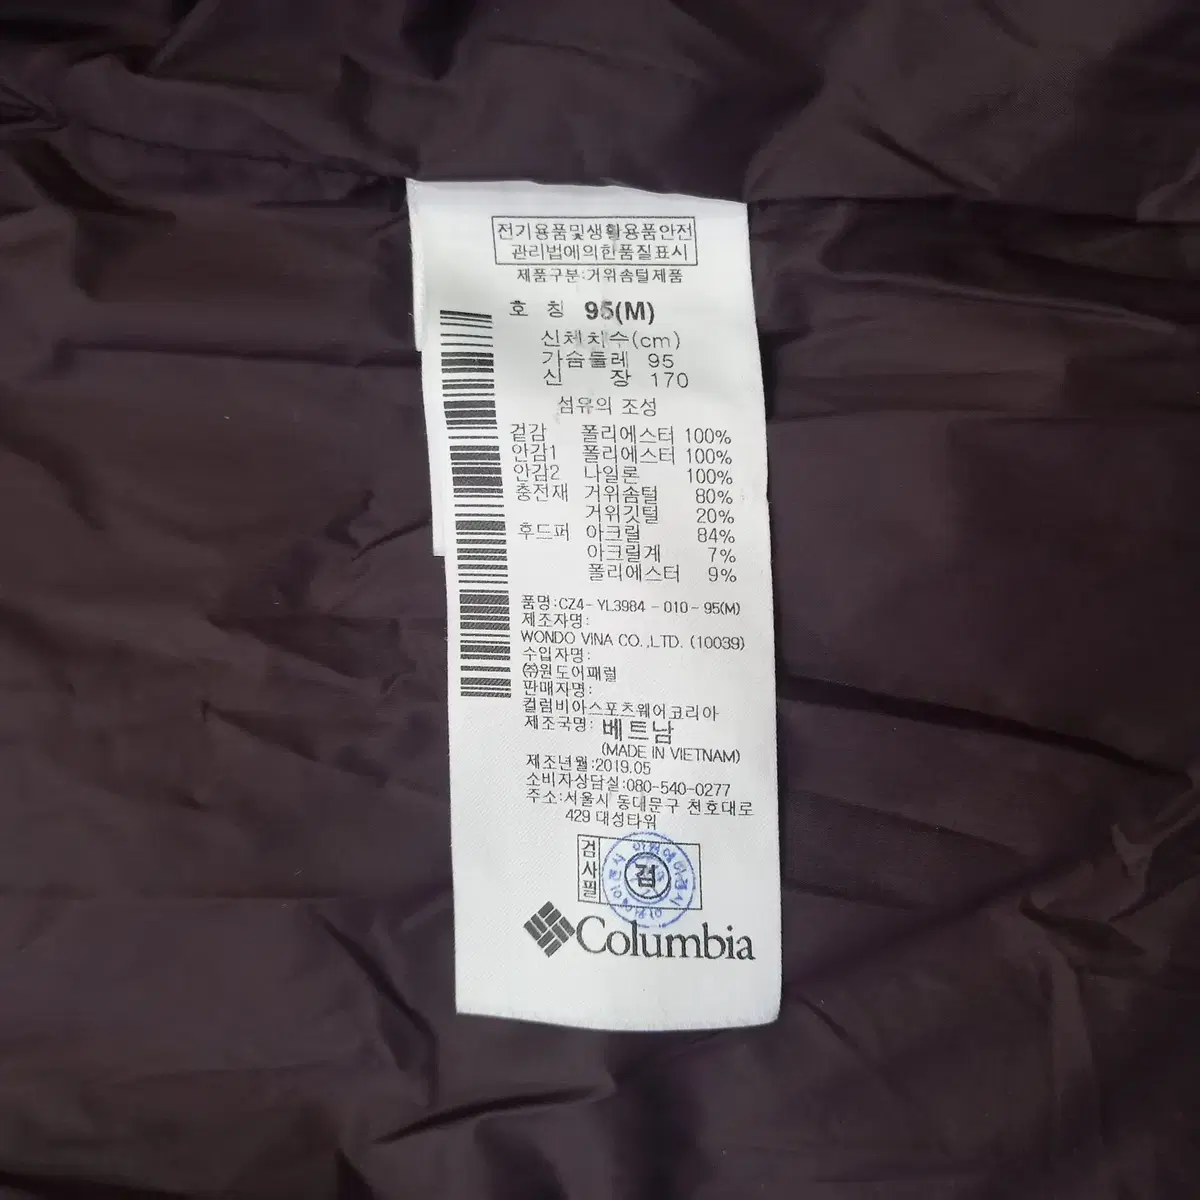 전기용품및생활용품안전
관리법에의한품질표시
제품구분:거위솜털제품
호 칭 95(M)
신체치수(cm)
가슴둘레 95
신 장 170
섬유의 조성
겉감 폴리에스터 100%
안감1 폴리에스터 100%
안감2 나일론 100%
충전재 거위솜털 80%
거위깃털 20%
후드퍼 아크릴 84%
아크릴계 7%
폴리에스터 9%
품명:CZ4-YL3984-010-95(M)
제조자명:
WONDO VINA CO.,LTD. (10039)
수입자명:
㈜원도어패럴
판매자명:
컬럼비아스포츠웨어코리아
제조국명: 베트남
(MADE IN VIETNAM)
제조년월:2019.05
소비자상담실:080-540-0277
주소:서울시 동대문구 천호대로
429 대성타워
검사필
검
Columbia